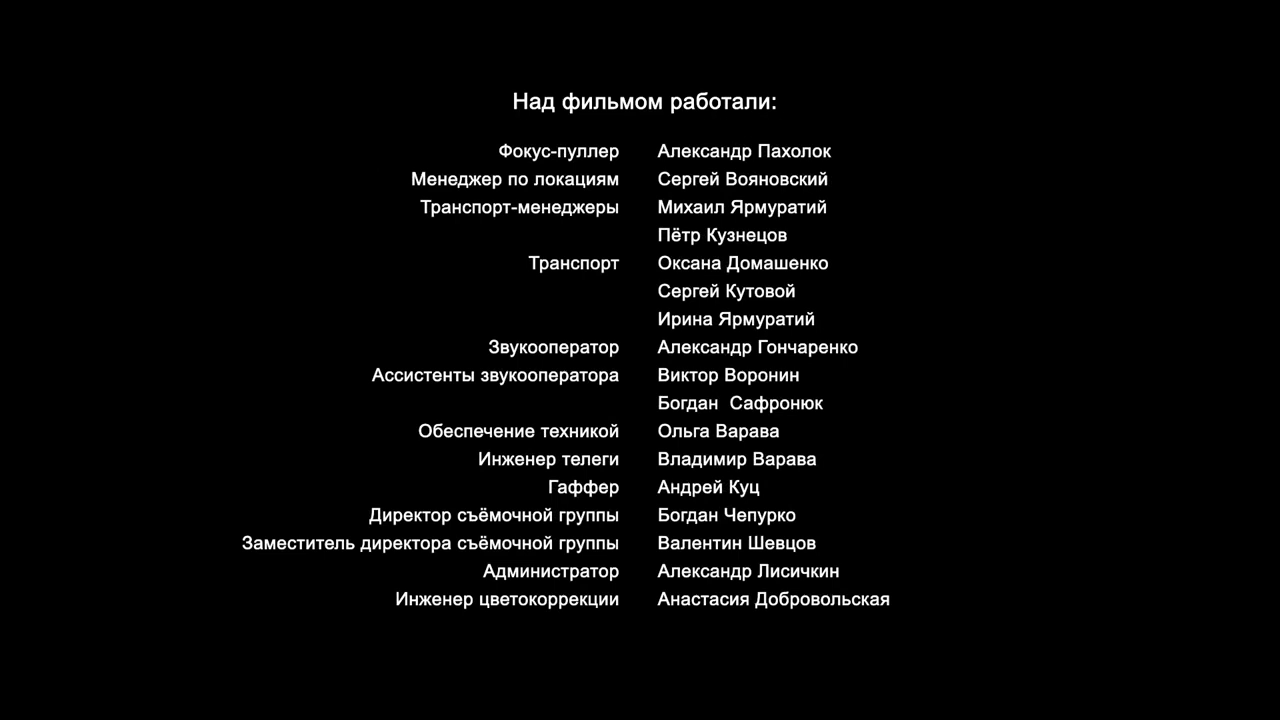 Над фильмом работали:
Фокус-пуллер Александр Пахолок
Менеджер по локациям Сергей Вояновский
Транспорт-менеджеры Михаил Ярмуратий
Пётр Кузнецов
Транспорт Оксана Домашенко
Сергей Кутовой
Ирина Ярмуратий
Звукооператор Александр Гончаренко
Ассистенты звукооператора Виктор Воронин
Богдан  Сафронюк
Обеспечение техникой Ольга Варава
Инженер телеги Владимир Варава
Гаффер Андрей Куц
Директор съёмочной группы Богдан Чепурко
Заместитель директора съёмочной группы Валентин Шевцов
Администратор Александр Лисичкин
Инженер цветокоррекции Анастасия Добровольская